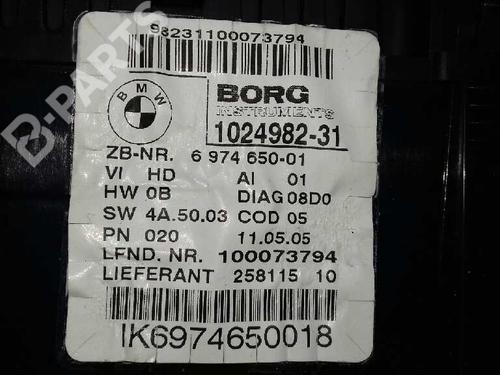 98231100073794
BMW
BORG
INSTRUMENTS
1024982-31
ZB-NR. 6 974 650-01
VI HD AI 01
HW 0B DIAG 08D0
SW 4A.50.03 COD 05
PN 020 11.05.05
LFND. NR. 100073794
LIEFERANT 258115 10
IK6974650018
B-PARTS